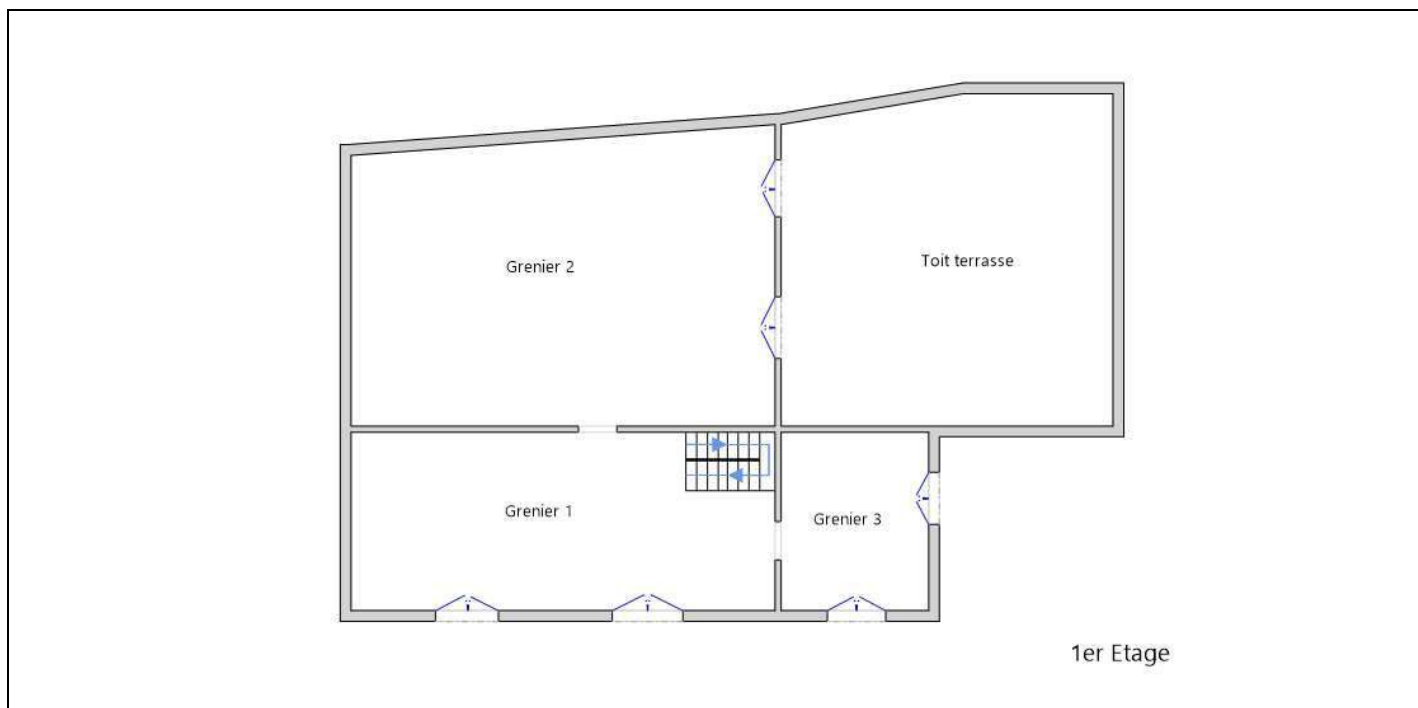 Toit terrasse
Grenier 2
Grenier 1
Grenier 3
1er Etage